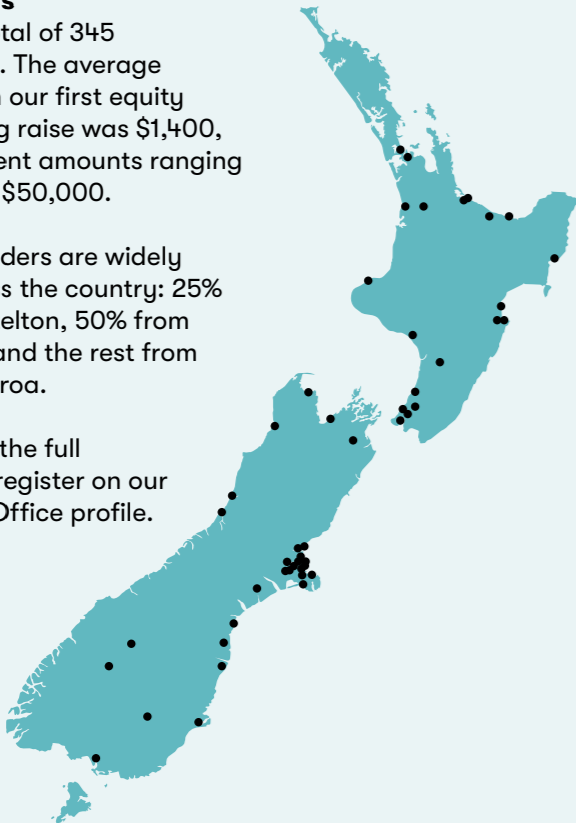 s
tal of 345
. The average
n our first equity
g raise was $1,400,
ent amounts ranging
$50,000.
ders are widely
s the country: 25%
elton, 50% from
and the rest from
roa.
the full
register on our
Office profile.